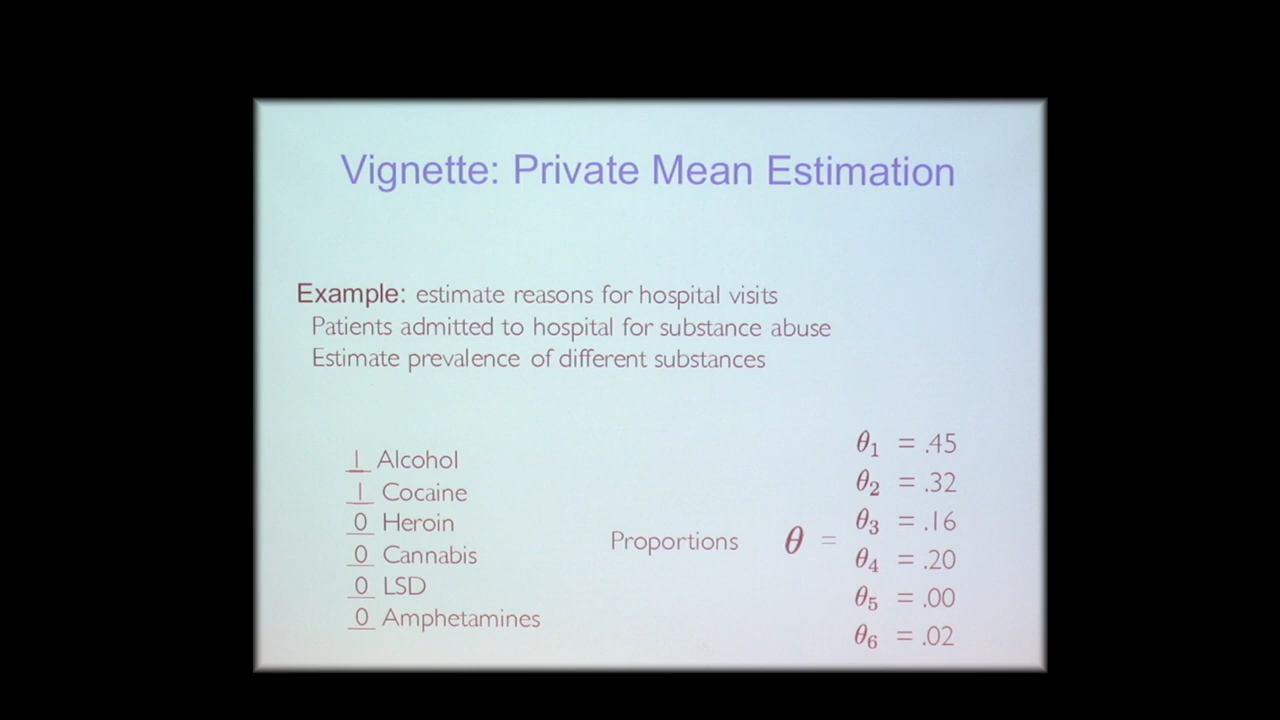 Vignette: Private Mean Estimation
Example: estimate reasons for hospital visits
Patients admitted to hospital for substance abuse
Estimate prevalence of different substances
1 Alcohol
1 Cocaine
0 Heroin
0 Cannabis
0 LSD
0 Amphetamines
Proportions θ =
θ₁ = .45
θ₂ = .32
θ₃ = .16
θ₄ = .20
θ₅ = .00
θ₆ = .02